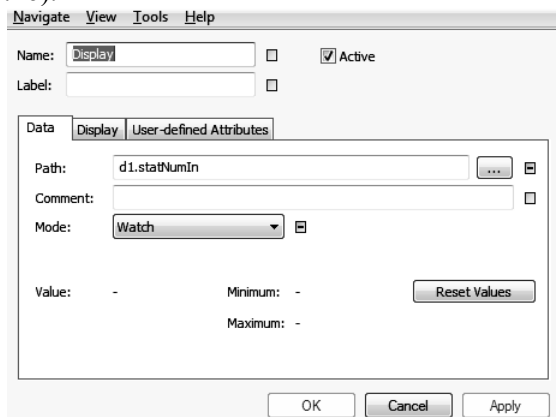 Navigate View Tools Help
Name: Display Active
Label:
Data Display User-defined Attributes
Path: d1.statNumIn ...
Comment:
Mode: Watch
Value: - Minimum: - Reset Values
Maximum: -
OK Cancel Apply